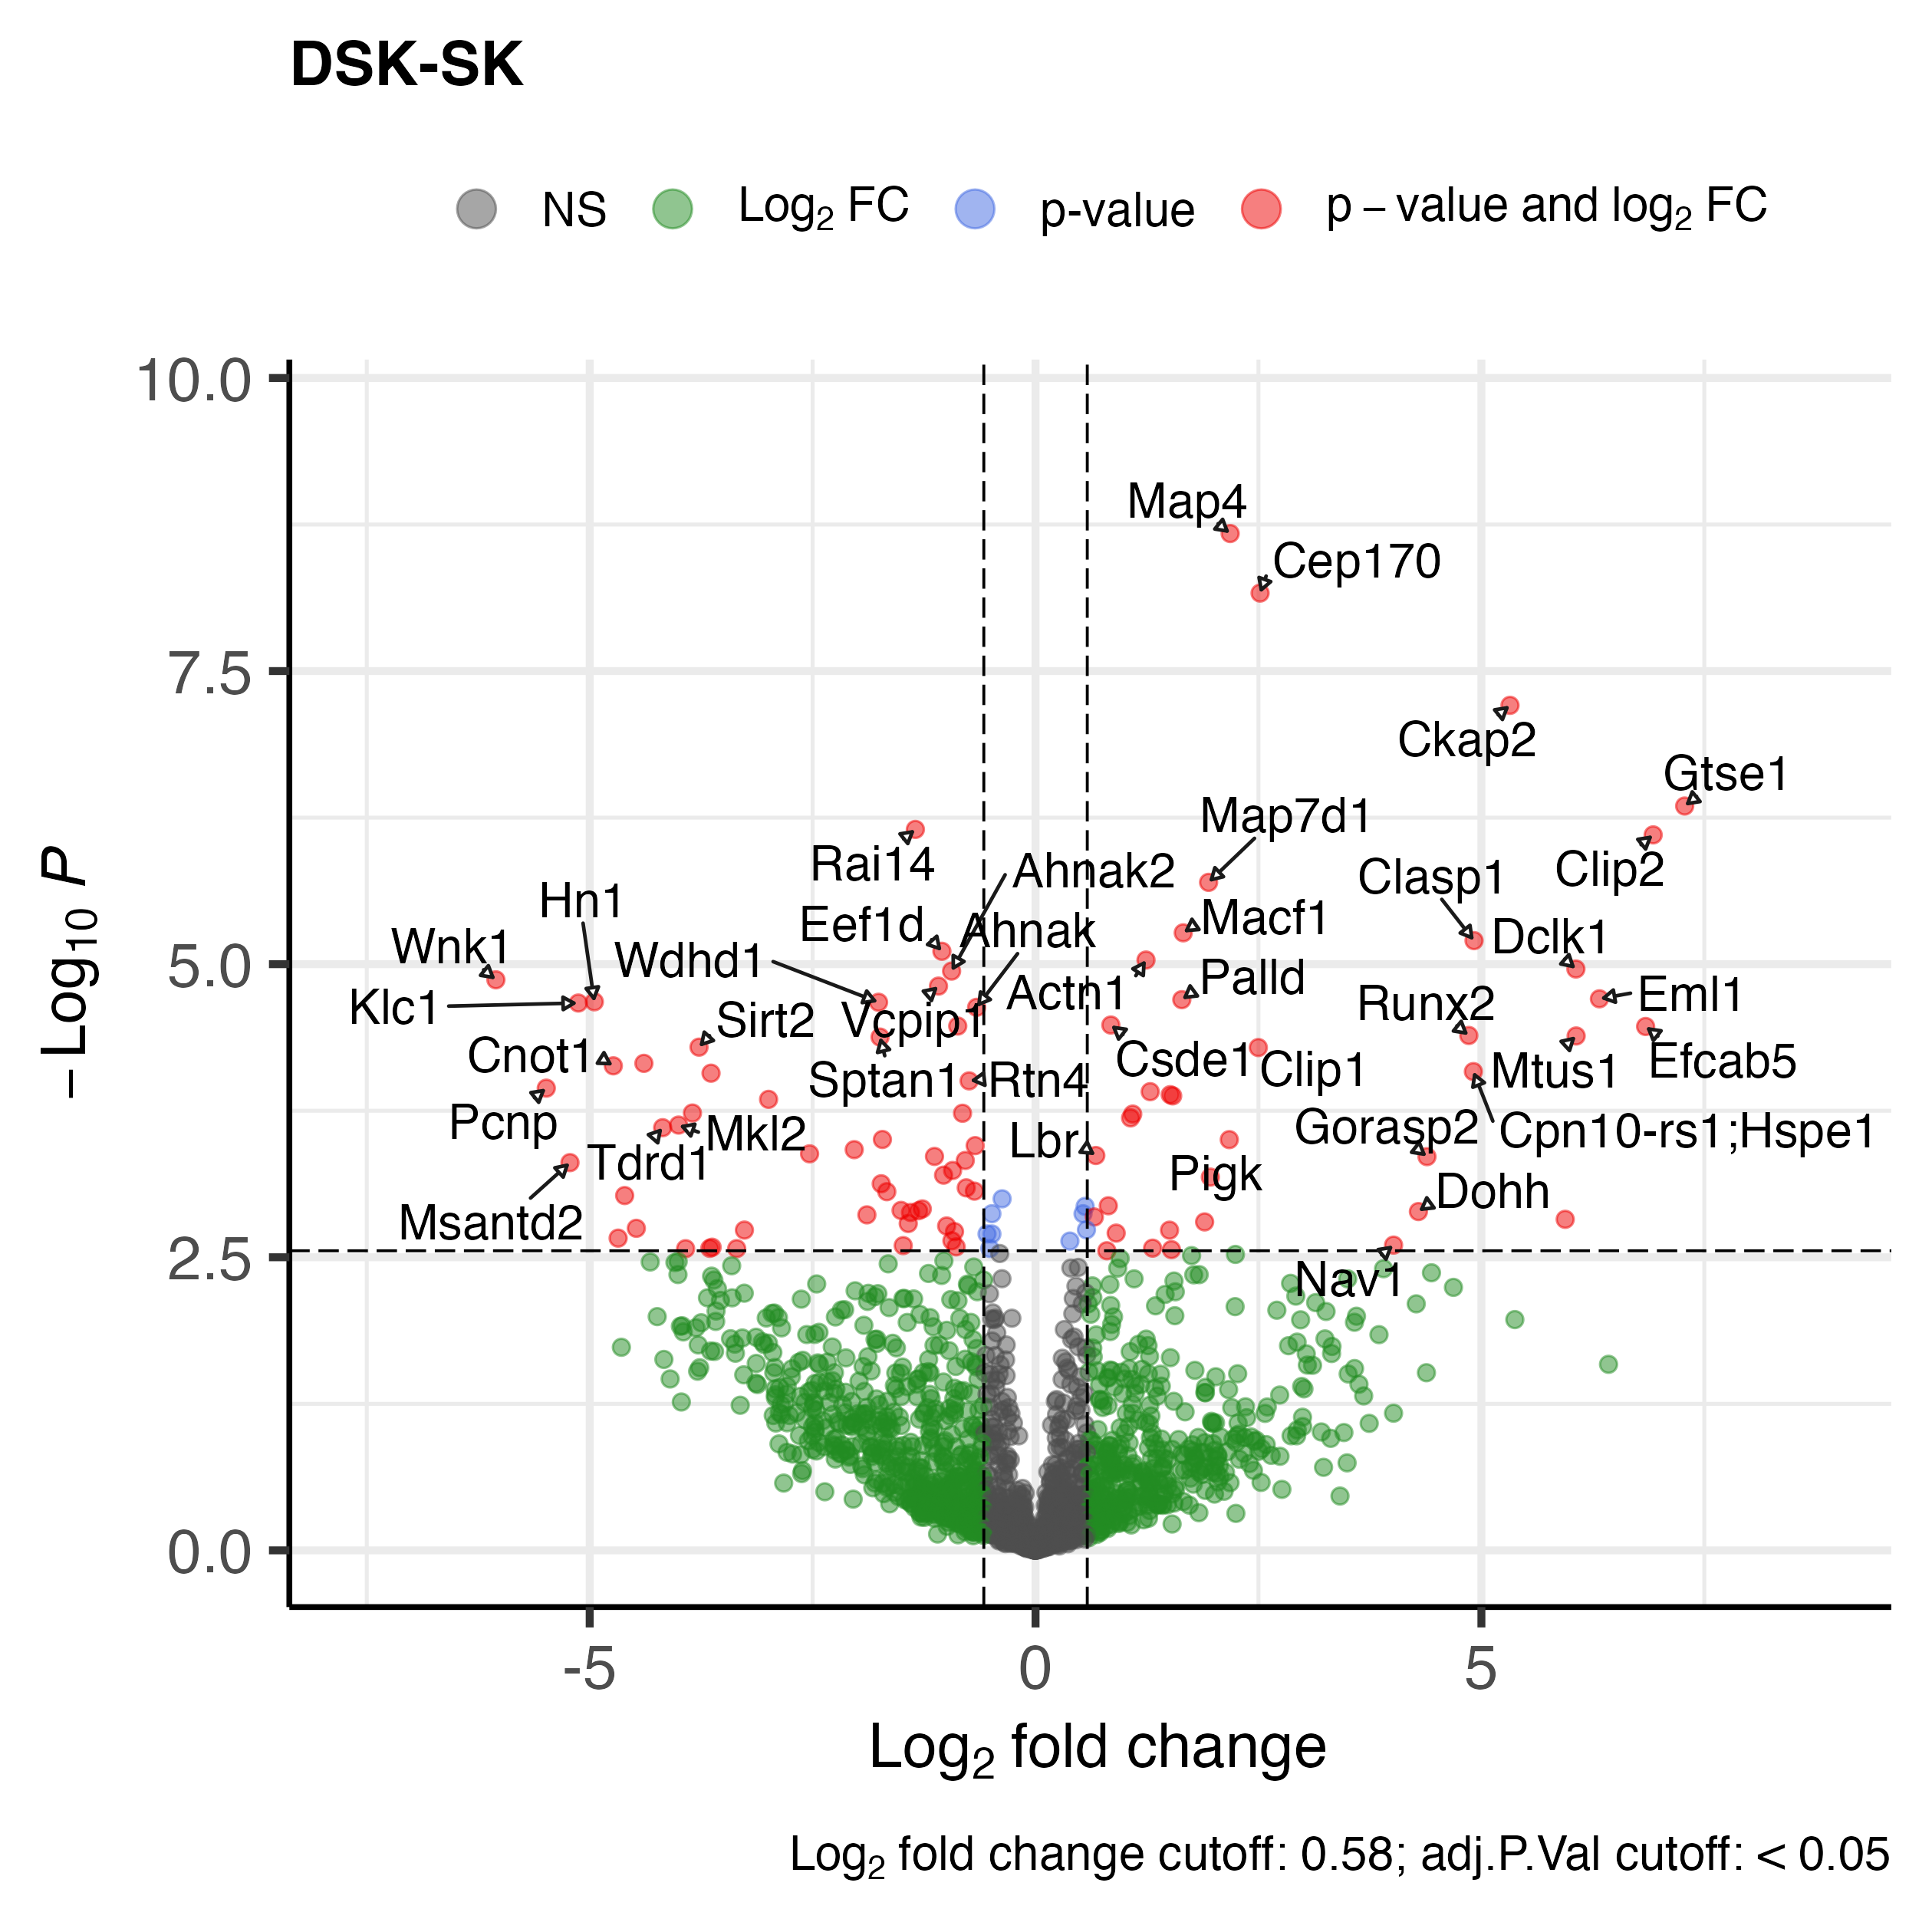 DSK-SK
NS Log2 FC p-value p – value and log2 FC
10.0
7.5
5.0
2.5
0.0
−Log10 P
Map4
Cep170
Ckap2
Gtse1
Map7d1
Rai14
Clip2
Ahnak2
Clasp1
Hn1
Eef1d
Ahnak
Macf1
Dclk1
Wnk1
Wdhd1
Palld
Actn1
Eml1
Klc1
Runx2
Sirt2
Vcpip1
Cnot1
Csde1
Clip1
Mtus1
Efcab5
Sptan1
Rtn4
Pcnp
Mkl2
Gorasp2
Cpn10-rs1;Hspe1
Lbr
Tdrd1
Pigk
Dohh
Msantd2
Nav1
-5 0 5
Log2 fold change
Log2 fold change cutoff: 0.58; adj.P.Val cutoff: < 0.05